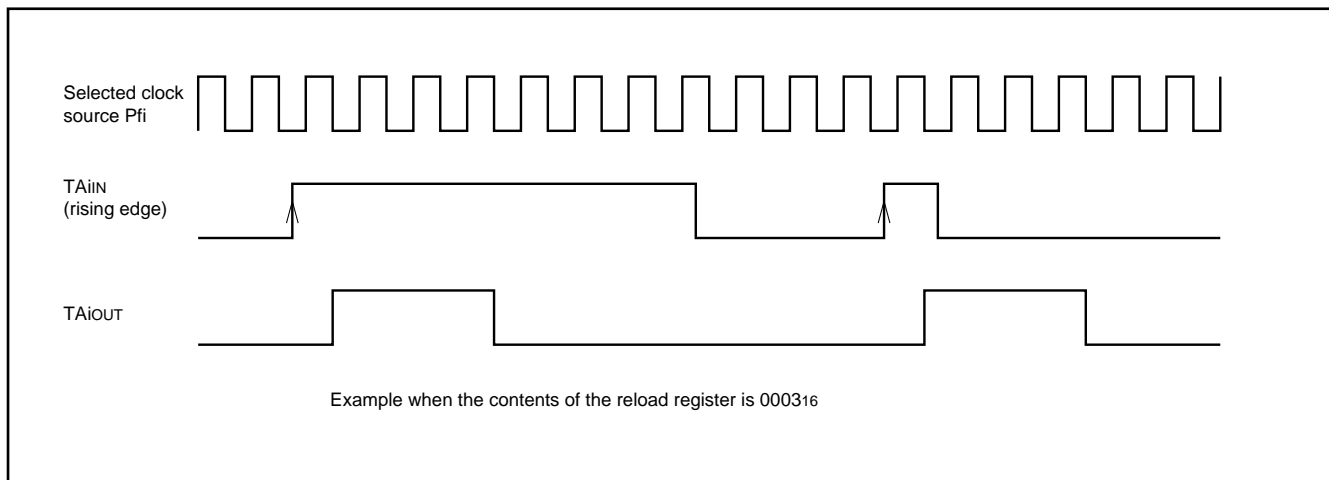 Selected clock
source Pfi
TAiIN
(rising edge)
TAiOUT
Example when the contents of the reload register is 000316